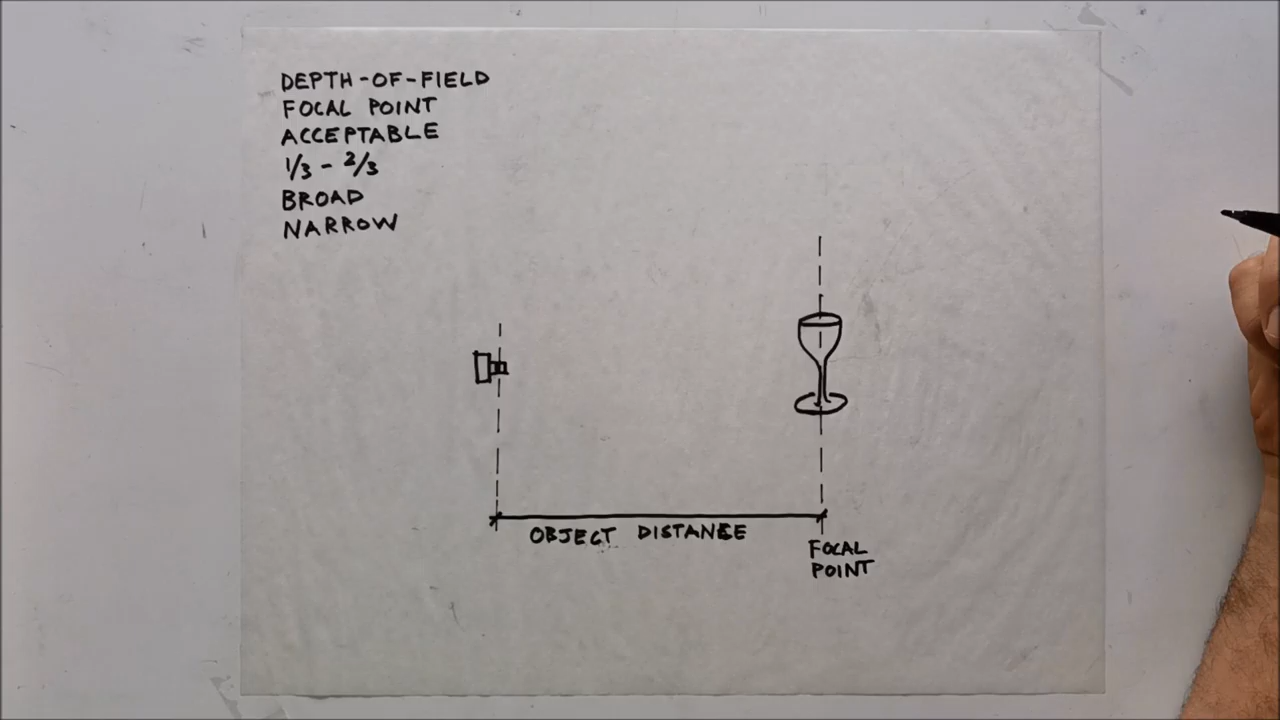 DEPTH-OF-FIELD
FOCAL POINT
ACCEPTABLE
1/3 - 2/3
BROAD
NARROW
OBJECT DISTANCE
FOCAL
POINT